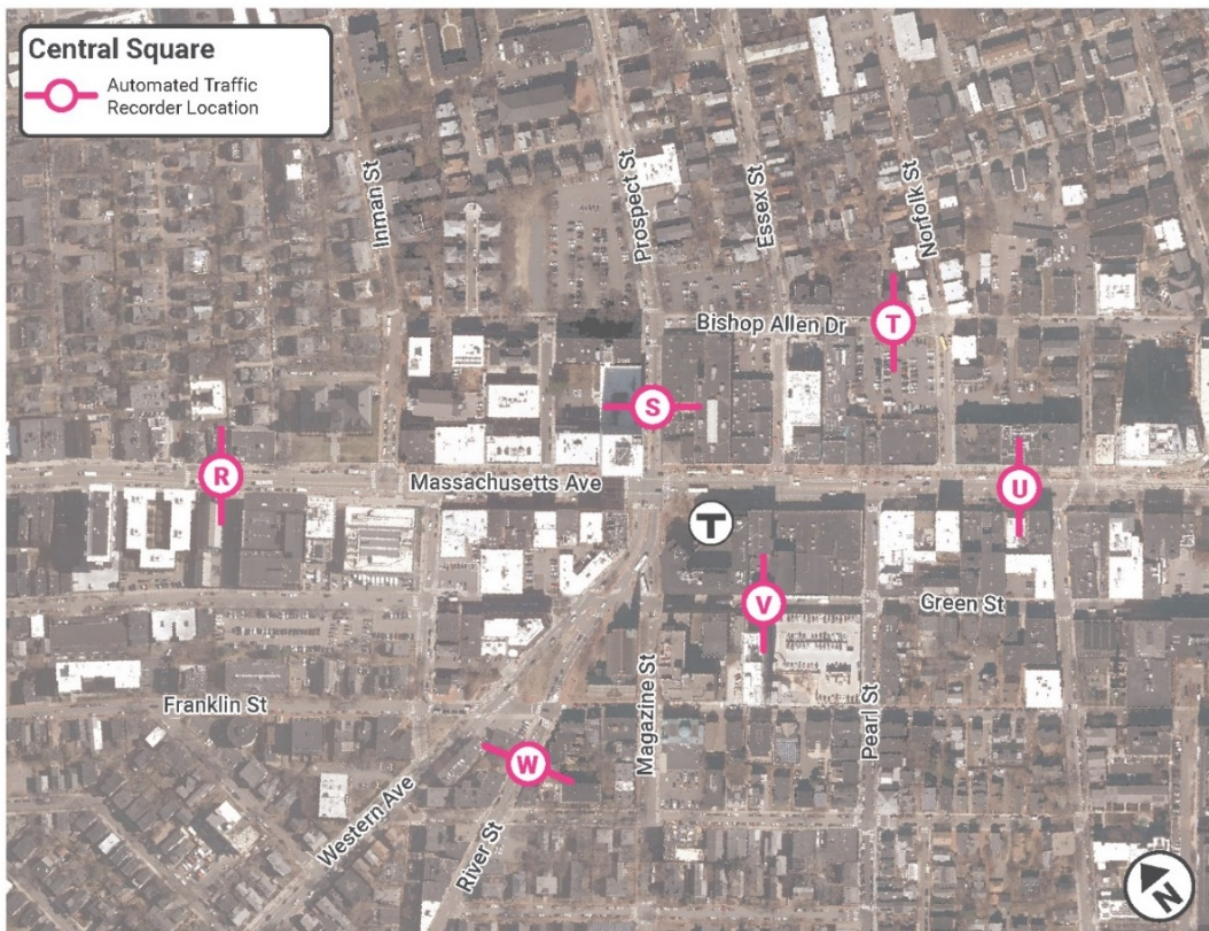 Central Square
Automated Traffic
Recorder Location
Inman St
Prospect St
Essex St
Norfolk St
Bishop Allen Dr
T
S
R
Massachusetts Ave
U
T
V
Green St
Franklin St
Magazine St
Pearl St
W
Western Ave
River St
N